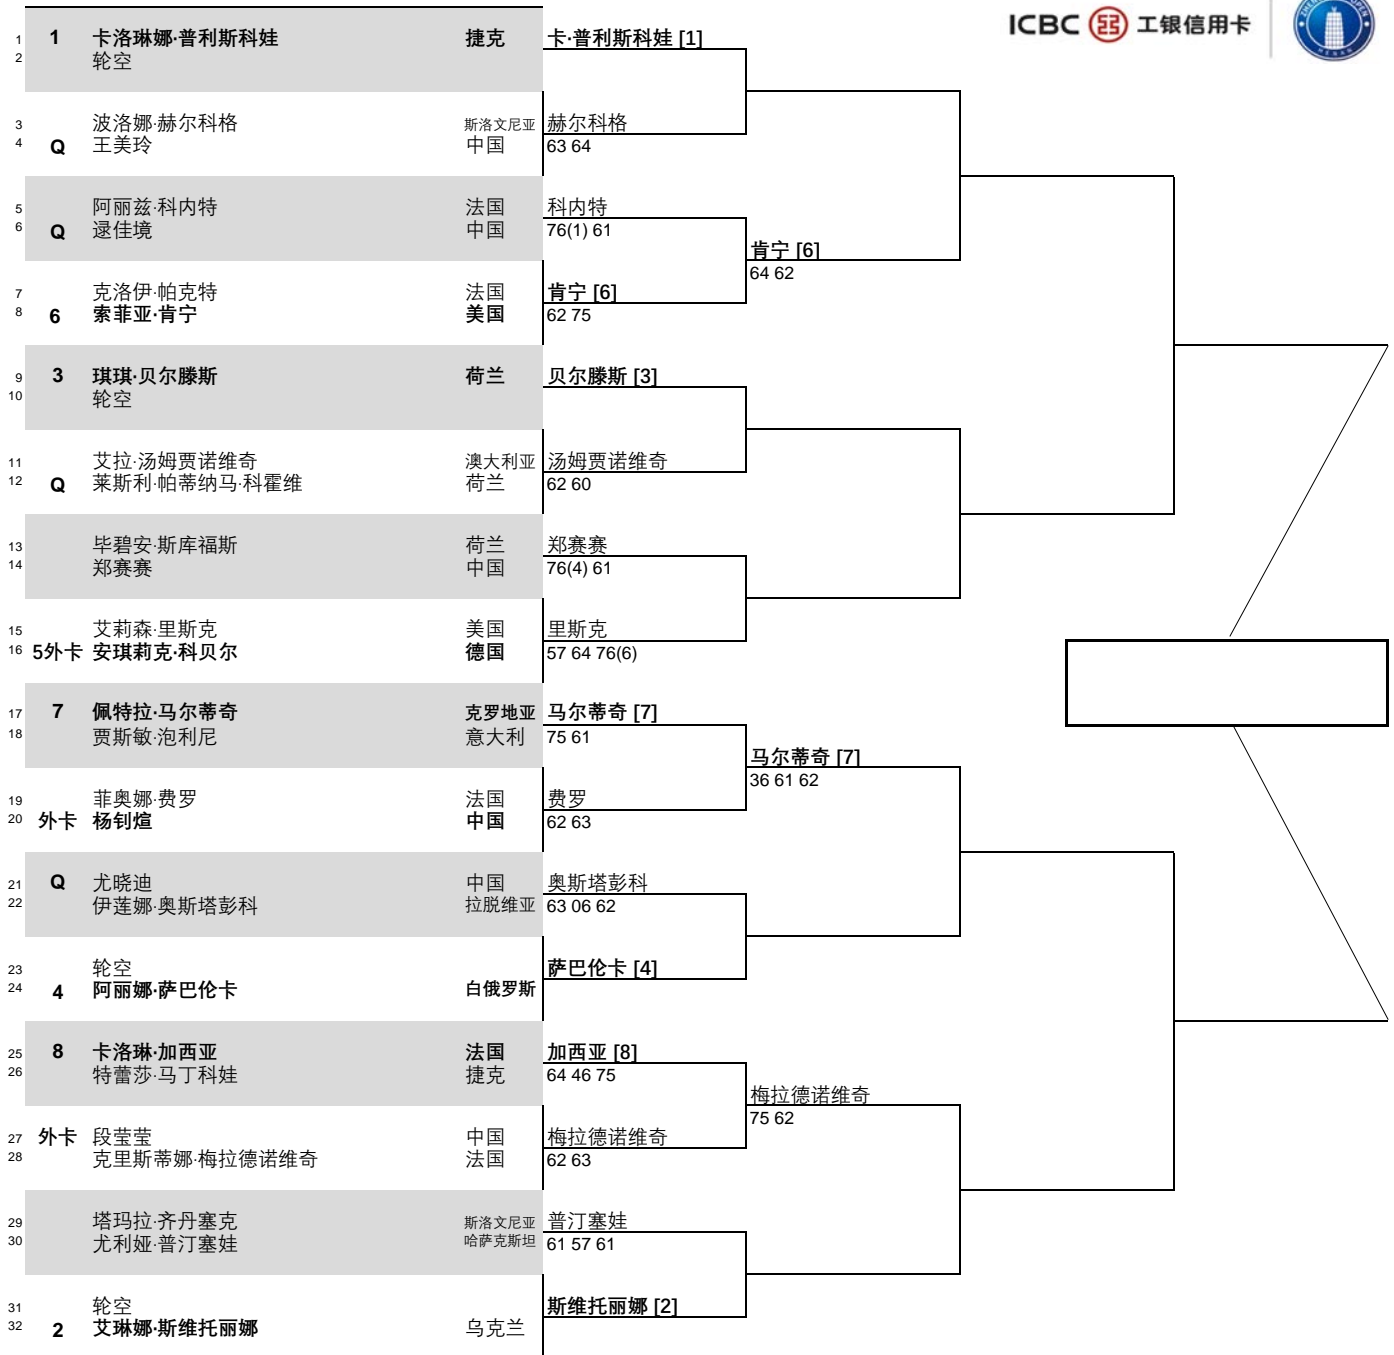 ICBC 工银信用卡
1 1 卡洛琳娜·普利斯科娃 捷克 卡·普利斯科娃 [1]
2 轮空
3 波洛娜·赫尔科格 斯洛文尼亚 赫尔科格
4 Q 王美玲 中国 63 64
5 阿丽兹·科内特 法国 科内特
6 Q 逯佳境 中国 76(1) 61
肯宁 [6]
64 62
7 克洛伊·帕克特 法国 肯宁 [6]
8 6 索菲亚·肯宁 美国 62 75
9 3 琪琪·贝尔滕斯 荷兰 贝尔滕斯 [3]
10 轮空
11 艾拉·汤姆贾诺维奇 澳大利亚 汤姆贾诺维奇
12 Q 莱斯利·帕蒂纳马·科霍维 荷兰 62 60
13 毕碧安·斯库福斯 荷兰 郑赛赛
14 郑赛赛 中国 76(4) 61
15 艾莉森·里斯克 美国 里斯克
16 5外卡 安琪莉克·科贝尔 德国 57 64 76(6)
17 7 佩特拉·马尔蒂奇 克罗地亚 马尔蒂奇 [7]
18 贾斯敏·泡利尼 意大利 75 61
马尔蒂奇 [7]
36 61 62
19 菲奥娜·费罗 法国 费罗
20 外卡 杨钊煊 中国 62 63
21 Q 尤晓迪 中国 奥斯塔彭科
22 伊莲娜·奥斯塔彭科 拉脱维亚 63 06 62
23 轮空 萨巴伦卡 [4]
24 4 阿丽娜·萨巴伦卡 白俄罗斯
25 8 卡洛琳·加西亚 法国 加西亚 [8]
26 特蕾莎·马丁科娃 捷克 64 46 75
梅拉德诺维奇
75 62
27 外卡 段莹莹 中国 梅拉德诺维奇
28 克里斯蒂娜·梅拉德诺维奇 法国 62 63
29 塔玛拉·齐丹塞克 斯洛文尼亚 普汀塞娃
30 尤利娅·普汀塞娃 哈萨克斯坦 61 57 61
31 轮空 斯维托丽娜 [2]
32 2 艾琳娜·斯维托丽娜 乌克兰